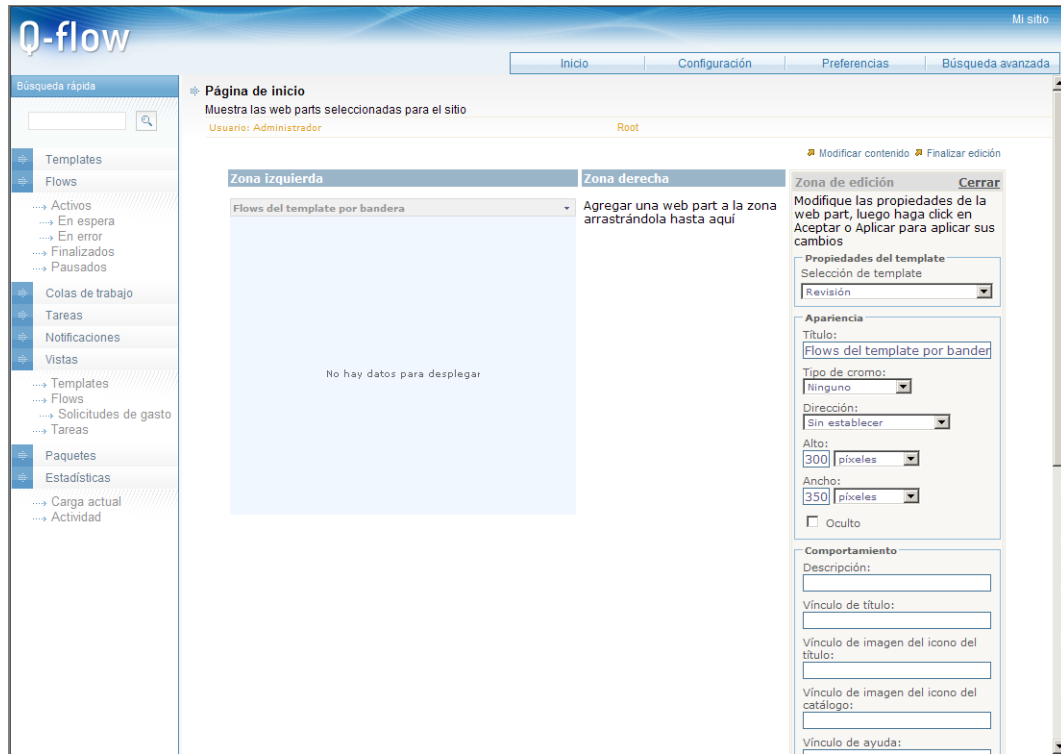 Mi sitio
Q-flow
Inicio
Configuración
Preferencias
Búsqueda avanzada
Búsqueda rápida
Templates
Flows
Activos
En espera
En error
Finalizados
Pausados
Colas de trabajo
Tareas
Notificaciones
Vistas
Templates
Flows
Solicitudes de gasto
Tareas
Paquetes
Estadísticas
Carga actual
Actividad
Página de inicio
Muestra las web parts seleccionadas para el sitio
Usuario: Administrador
Root
Modificar contenido
Finalizar edición
Zona izquierda
Flows del template por bandera
No hay datos para desplegar
Zona derecha
Agregar una web part a la zona
arrastrándola hasta aquí
Zona de edición
Cerrar
Modifique las propiedades de la
web part, luego haga click en
Aceptar o Aplicar para aplicar sus
cambios
Propiedades del template
Selección de template
Revisión
Apariencia
Título:
Flows del template por bander
Tipo de cromo:
Ninguno
Dirección:
Sin establecer
Alto:
300 píxeles
Ancho:
350 píxeles
Oculto
Comportamiento
Descripción:
Vínculo de título:
Vínculo de imagen del icono del
título:
Vínculo de imagen del icono del
catálogo:
Vínculo de ayuda: